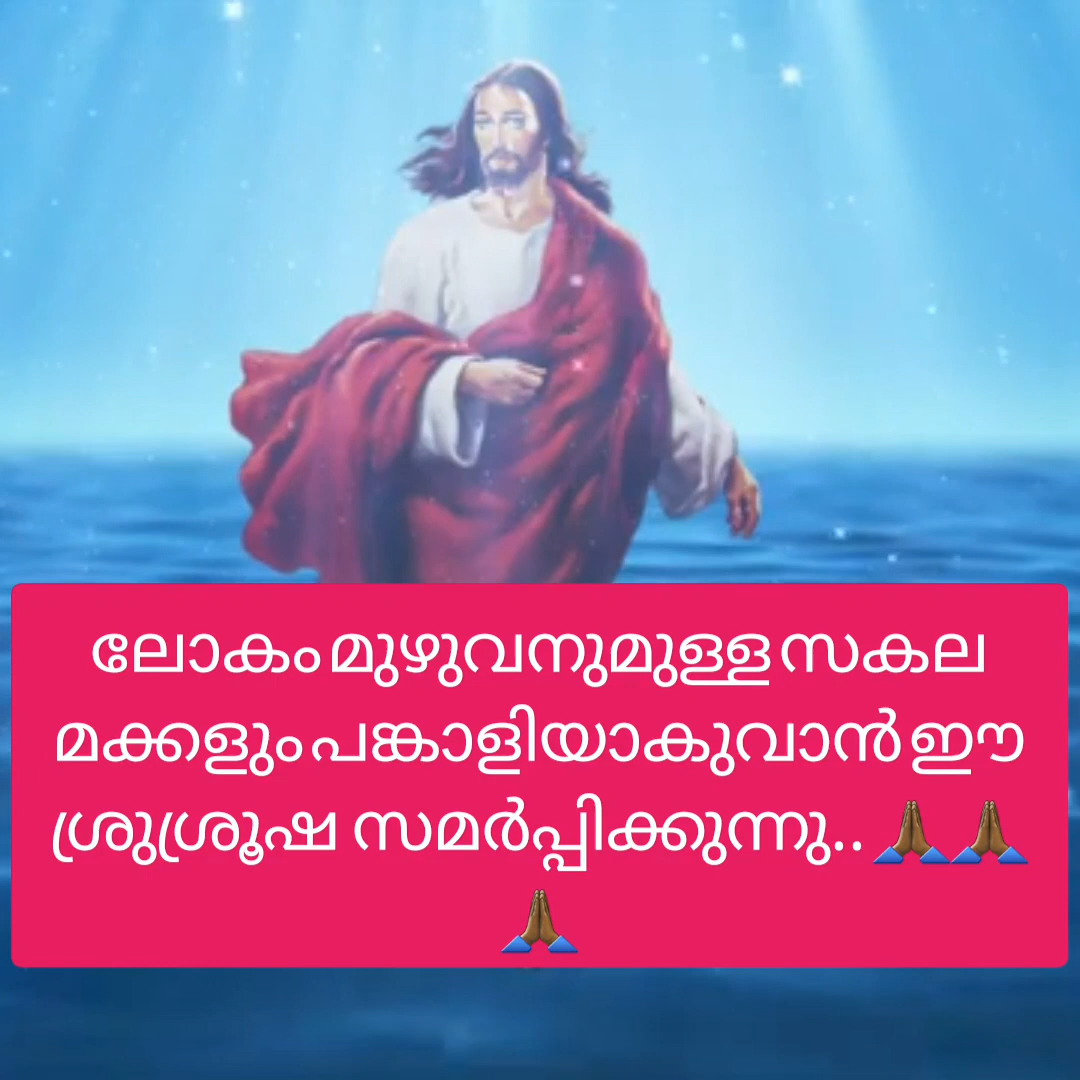 ലോകം മുഴുവനുമുള്ള സകല
മക്കളും പങ്കാളിയാകുവാൻ ഈ
ശ്രുശ്രൂഷ സമർപ്പിക്കുന്നു.. 🙏🏾🙏🏾
🙏🏾